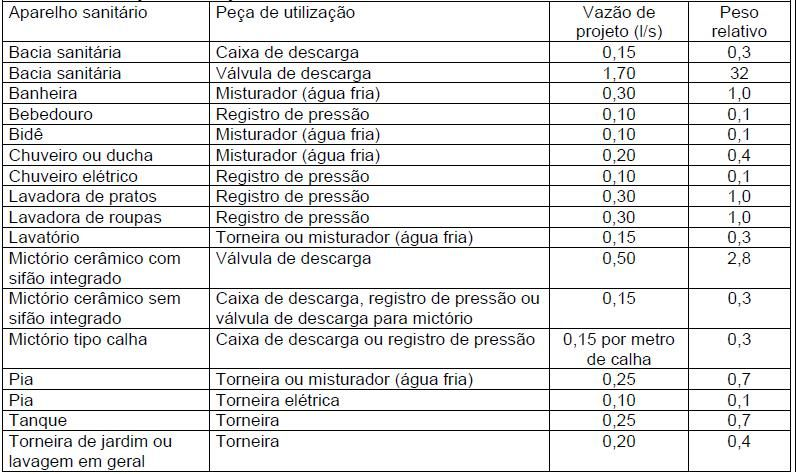 Aparelho sanitário Peça de utilização Vazão de projeto (l/s) Peso relativo
Bacia sanitária Caixa de descarga 0,15 0,3
Bacia sanitária Válvula de descarga 1,70 32
Banheira Misturador (água fria) 0,30 1,0
Bebedouro Registro de pressão 0,10 0,1
Bidê Misturador (água fria) 0,10 0,1
Chuveiro ou ducha Misturador (água fria) 0,20 0,4
Chuveiro elétrico Registro de pressão 0,10 0,1
Lavadora de pratos Registro de pressão 0,30 1,0
Lavadora de roupas Registro de pressão 0,30 1,0
Lavatório Torneira ou misturador (água fria) 0,15 0,3
Mictório cerâmico com sifão integrado Válvula de descarga 0,50 2,8
Mictório cerâmico sem sifão integrado Caixa de descarga, registro de pressão ou válvula de descarga para mictório 0,15 0,3
Mictório tipo calha Caixa de descarga ou registro de pressão 0,15 por metro de calha 0,3
Pia Torneira ou misturador (água fria) 0,25 0,7
Pia Torneira elétrica 0,10 0,1
Tanque Torneira 0,25 0,7
Torneira de jardim ou lavagem em geral Torneira 0,20 0,4